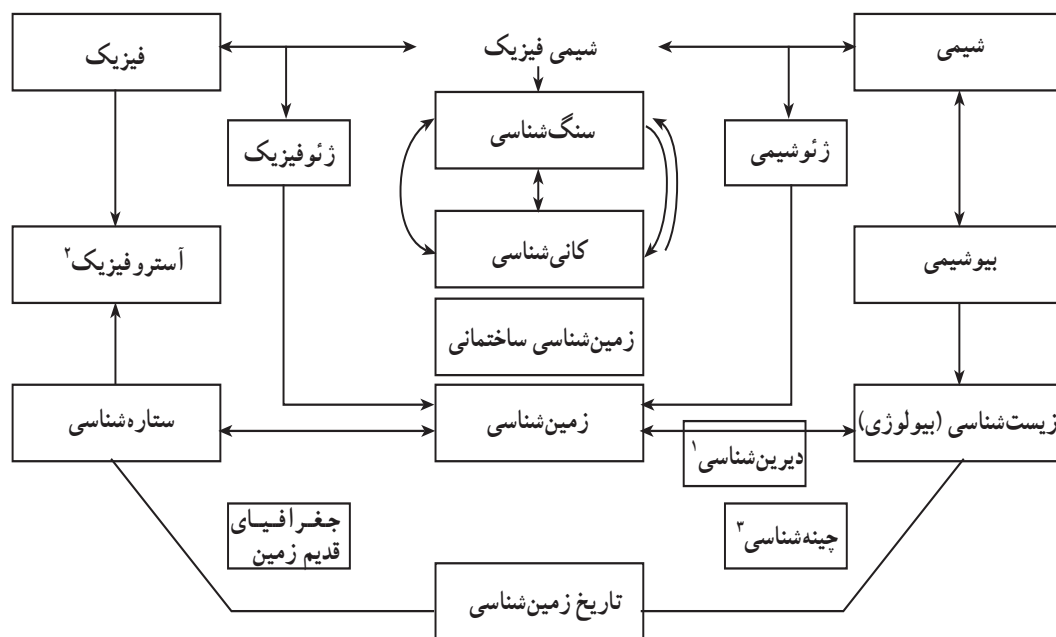 شیمی
شیمی فیزیک
فیزیک
سنگ‌شناسی
ژئوشیمی
ژئوفیزیک
کانی‌شناسی
بیوشیمی
آستروفیزیک۲
زمین‌شناسی ساختمانی
زیست‌شناسی (بیولوژی)
زمین‌شناسی
ستاره‌شناسی
دیرین‌شناسی۱
چینه‌شناسی۳
جغرافیای
قدیم زمین
تاریخ زمین‌شناسی